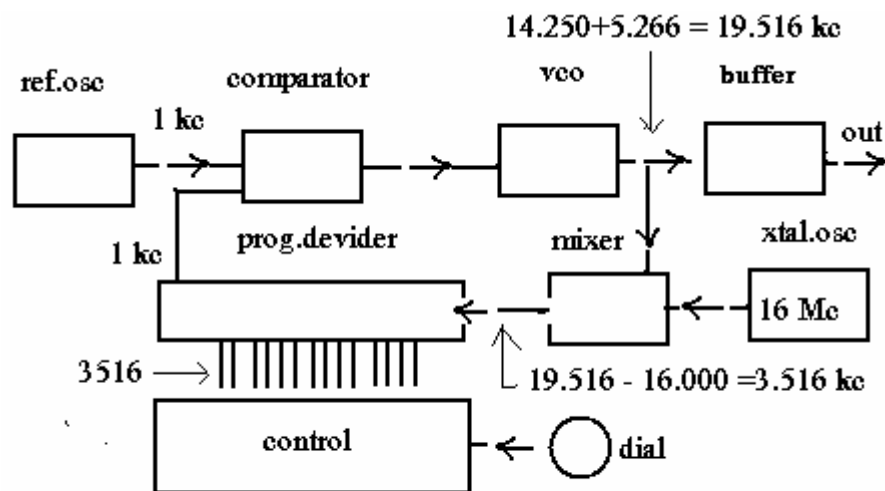 14.250+5.266 = 19.516 kc
ref.osc
comparator
vco
buffer
1 kc
out
1 kc
prog.devider
mixer
xtal.osc
16 Mc
3516
19.516 - 16.000 =3.516 kc
control
dial